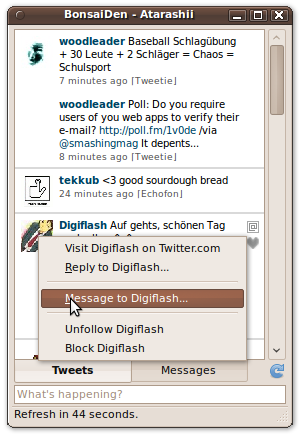 BonsaiDen - Atarashii
woodleader Baseball Schlagübung
+ 30 Leute + 2 Schläger = Chaos =
Schulsport
7 minutes ago [Tweetie]
woodleader Poll: Do you require
users of you web apps to verify their
e-mail? http://poll.fm/1v0de /via
@smashingmag It depents...
8 minutes ago [Tweetie]
tekkub <3 good sourdough bread
24 minutes ago [Echofon]
Digiflash Auf gehts, schönen Tag
@
Visit Digiflash on Twitter.com
Reply to Digiflash...
Message to Digiflash...
Unfollow Digiflash
Block Digiflash
Tweets
Messages
What's happening?
Refresh in 44 seconds.